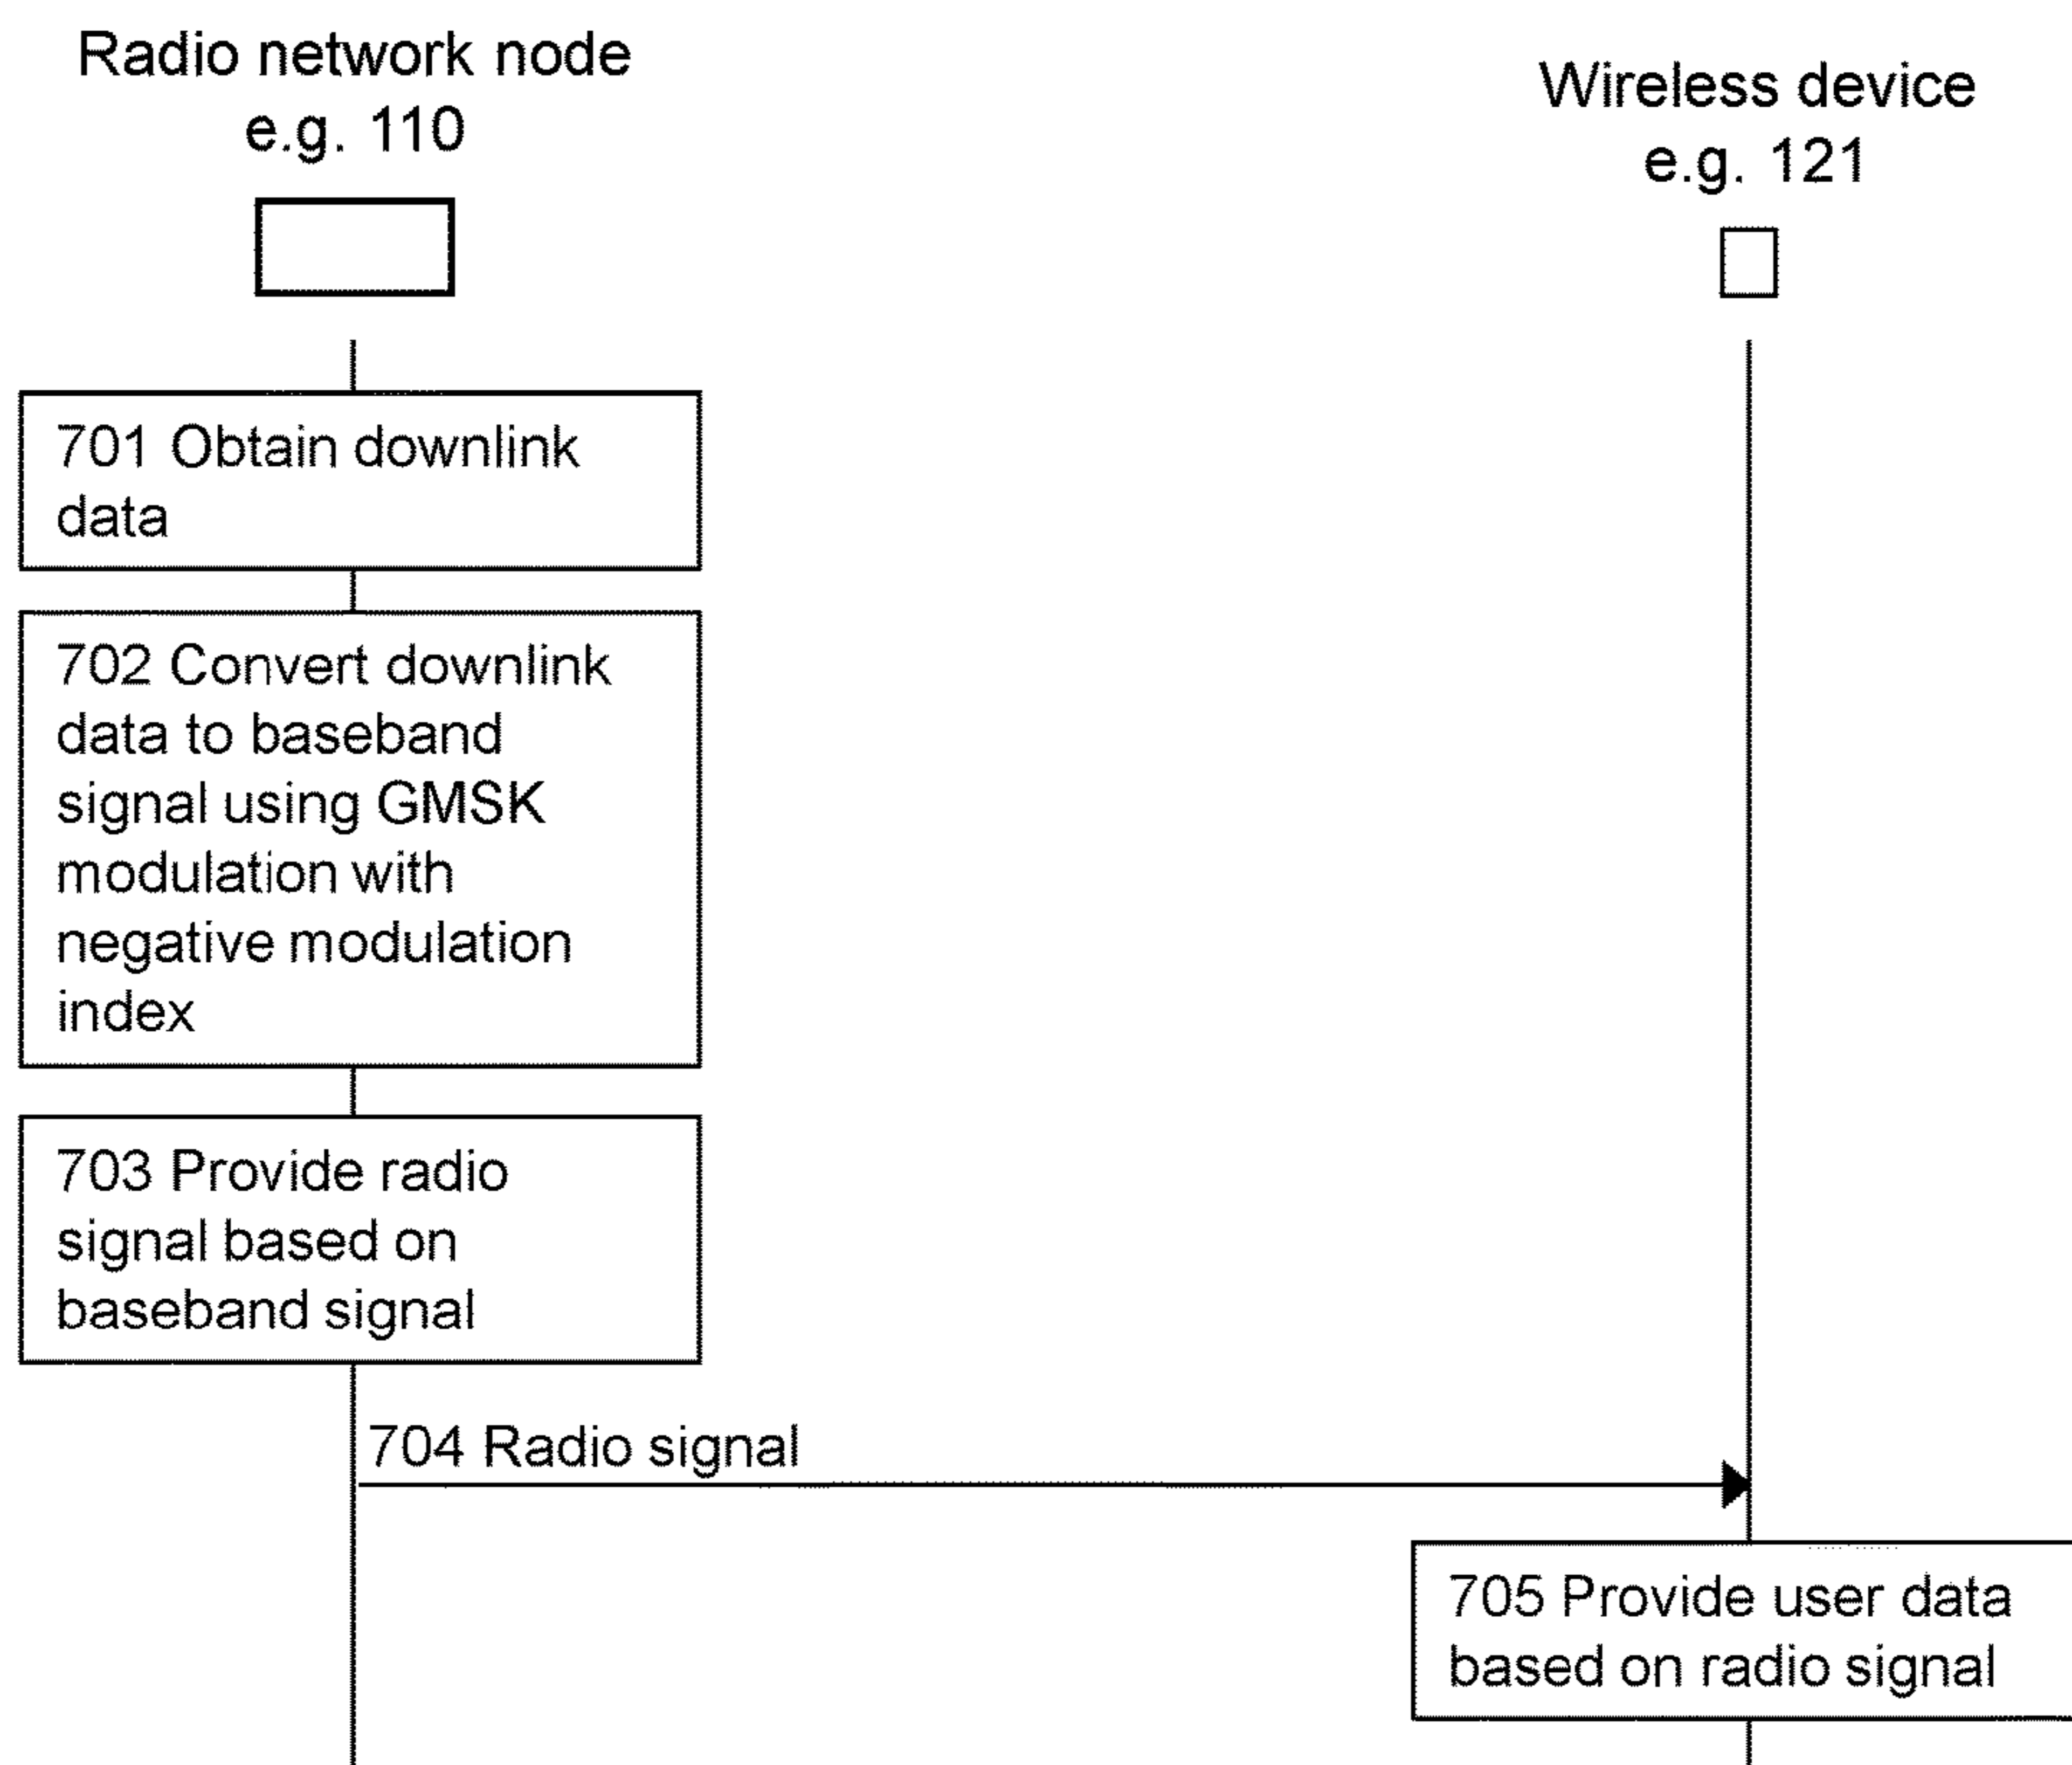 Radio network node
e.g. 110
Wireless device
e.g. 121
701 Obtain downlink
data
702 Convert downlink
data to baseband
signal using GMSK
modulation with
negative modulation
index
703 Provide radio
signal based on
baseband signal
704 Radio signal
705 Provide user data
based on radio signal